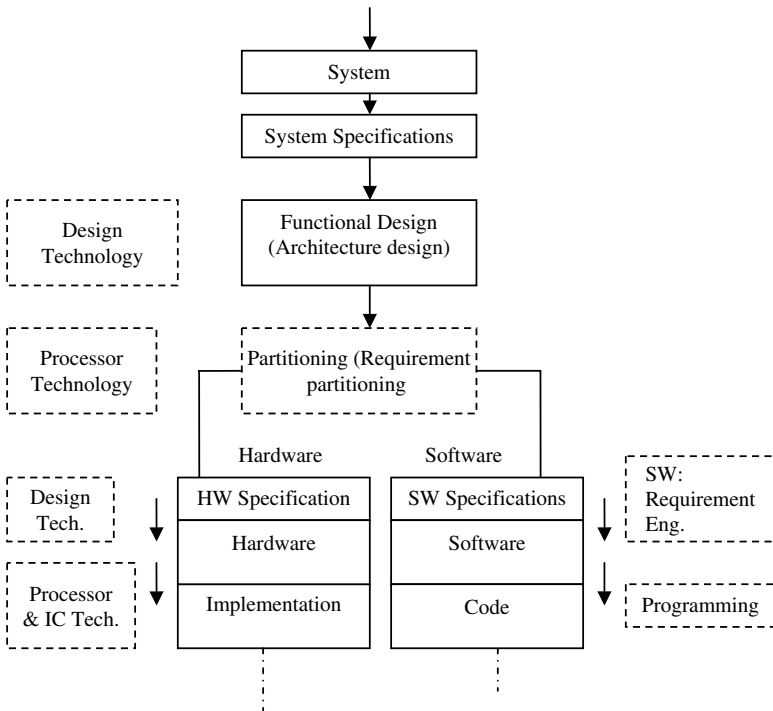 System
System Specifications
Design
Technology
Functional Design
(Architecture design)
Processor
Technology
Partitioning (Requirement
partitioning
Hardware
Software
Design
Tech.
HW Specification
Hardware
Processor
& IC Tech.
Implementation
SW Specifications
Software
Code
SW:
Requirement
Eng.
Programming